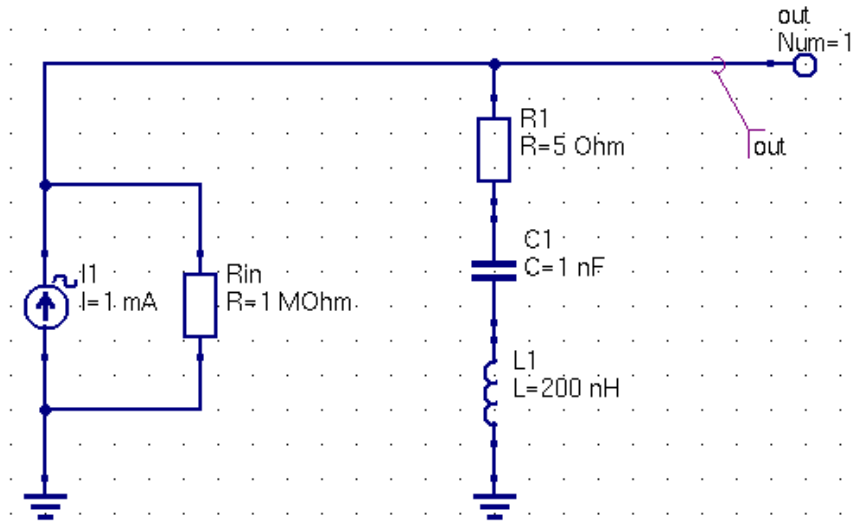 out
Num=1
R1
R=5 Ohm
out
C1
C=1 nF
I1
I=1 mA
Rin
R=1 MOhm
L1
L=200 nH